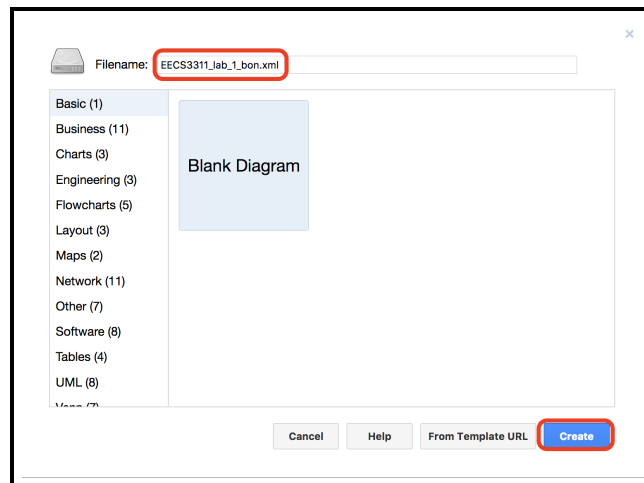 ×
Filename: EECS3311_lab_1_bon.xml
Basic (1)
Business (11)
Charts (3)
Engineering (3)
Flowcharts (5)
Layout (3)
Maps (2)
Network (11)
Other (7)
Software (8)
Tables (4)
UML (8)
Blank Diagram
Cancel Help From Template URL Create